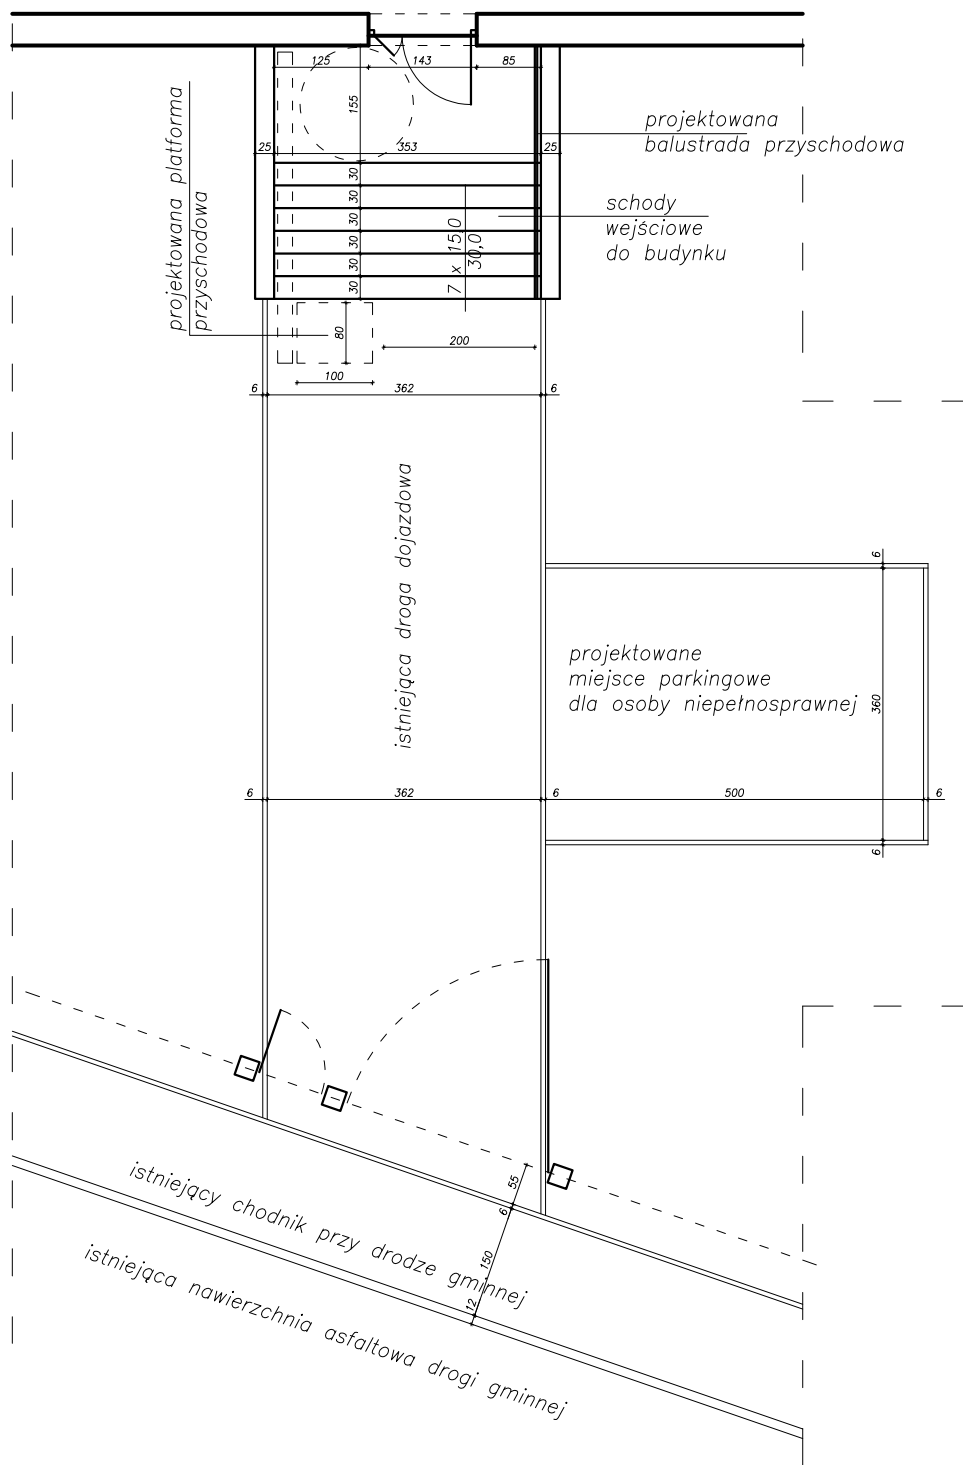 125
143
85
155
projektowana
balustrada przyschodowa
25
353
25
projektowana platforma
przyschodowa
schody
wejściowe
do budynku
30
30
30
30
30
30
7 x 15,0
30,0
80
200
100
6
362
6
istniejąca droga dojazdowa
6
projektowane
miejsce parkingowe
dla osoby niepełnosprawnej
360
6
362
6
500
6
6
55
6
150
12
istniejący chodnik przy drodze gminnej
istniejąca nawierzchnia asfaltowa drogi gminnej